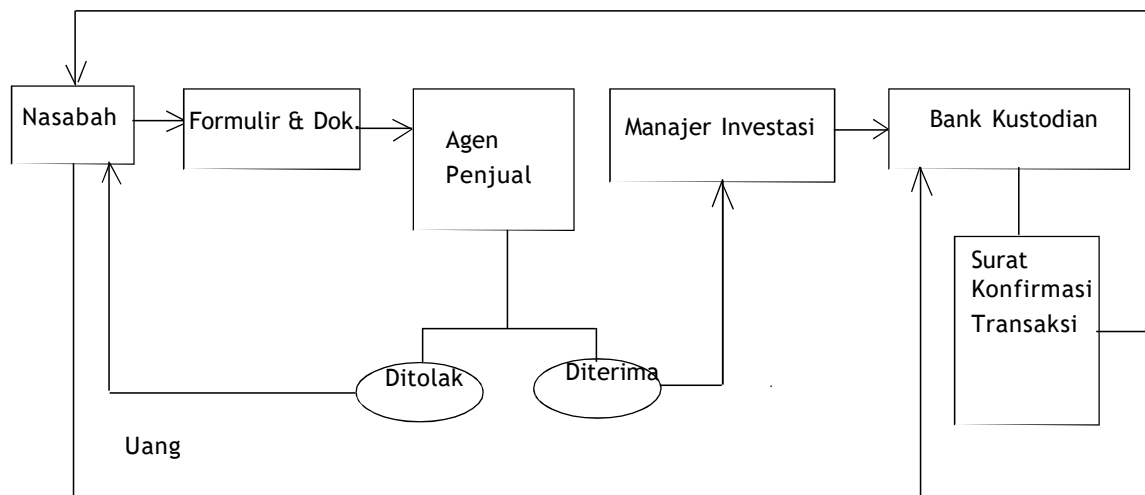 Nasabah
Formulir & Dok.
Agen
Penjual
Manajer Investasi
Bank Kustodian
Surat
Konfirmasi
Transaksi
Ditolak
Diterima
Uang